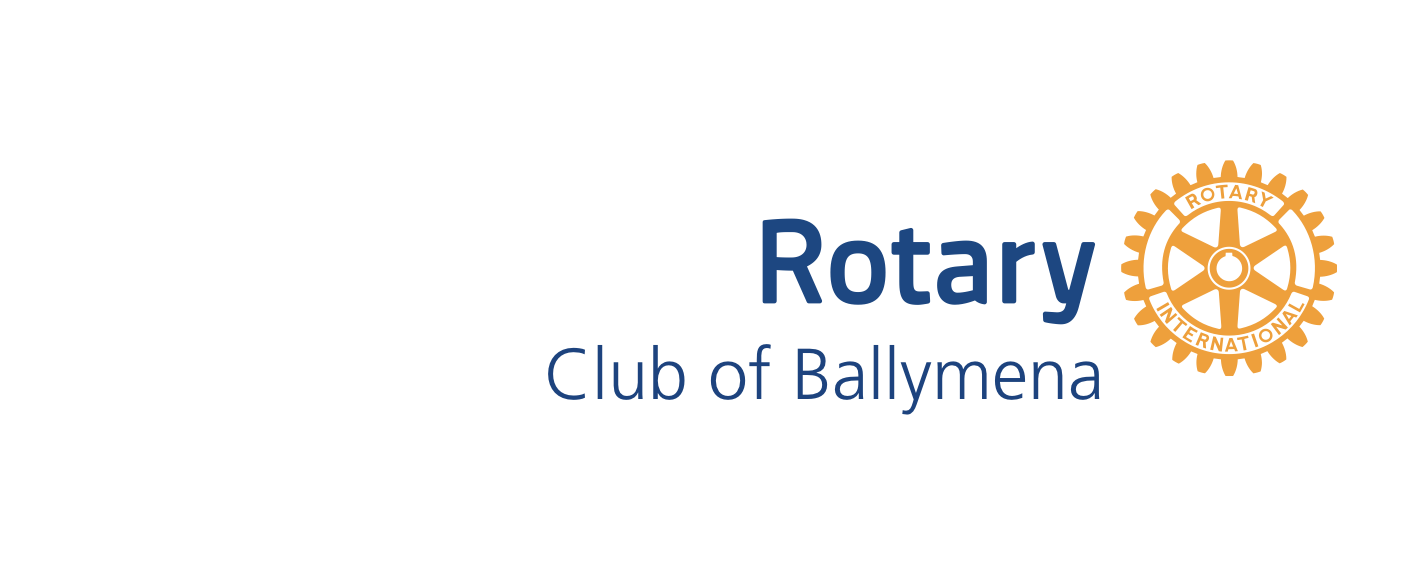 Rotary
Club of Ballymena
ROTARY
INTERNATIONAL